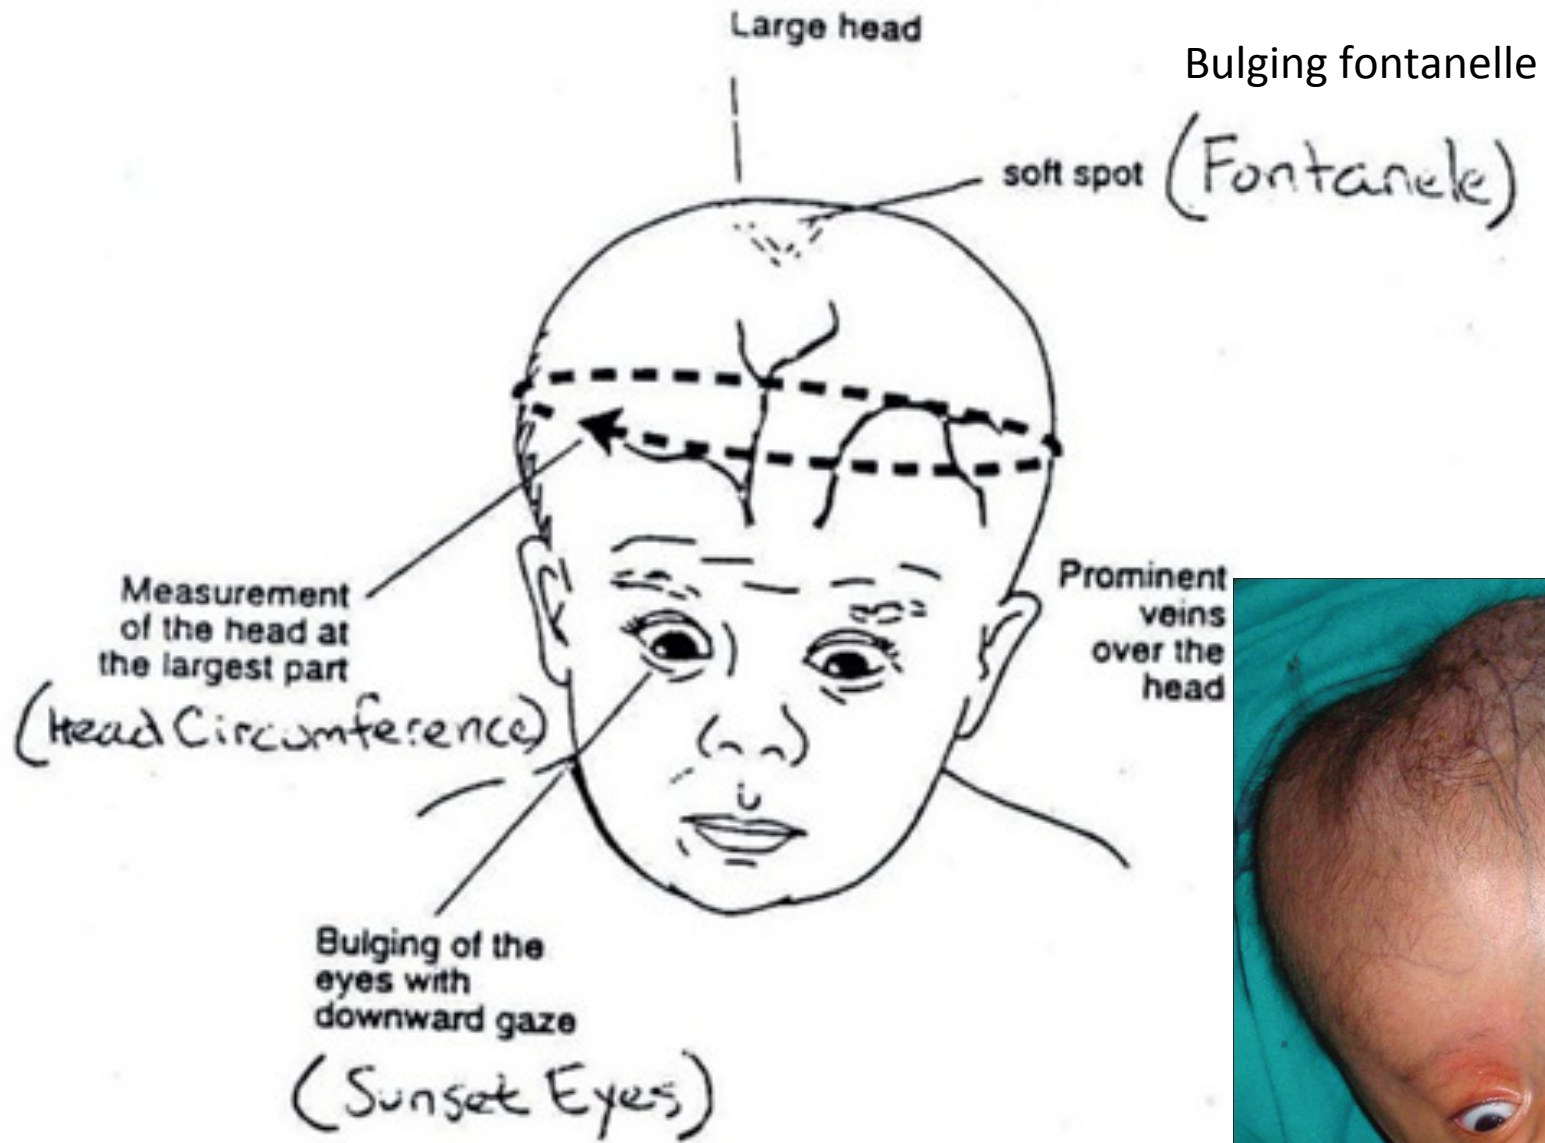 Large head
Bulging fontanelle
soft spot (Fontanele)
Measurement
of the head at
the largest part
(Head Circumference)
Prominent
veins
over the
head
Bulging of the
eyes with
downward gaze
(Sunset Eyes)